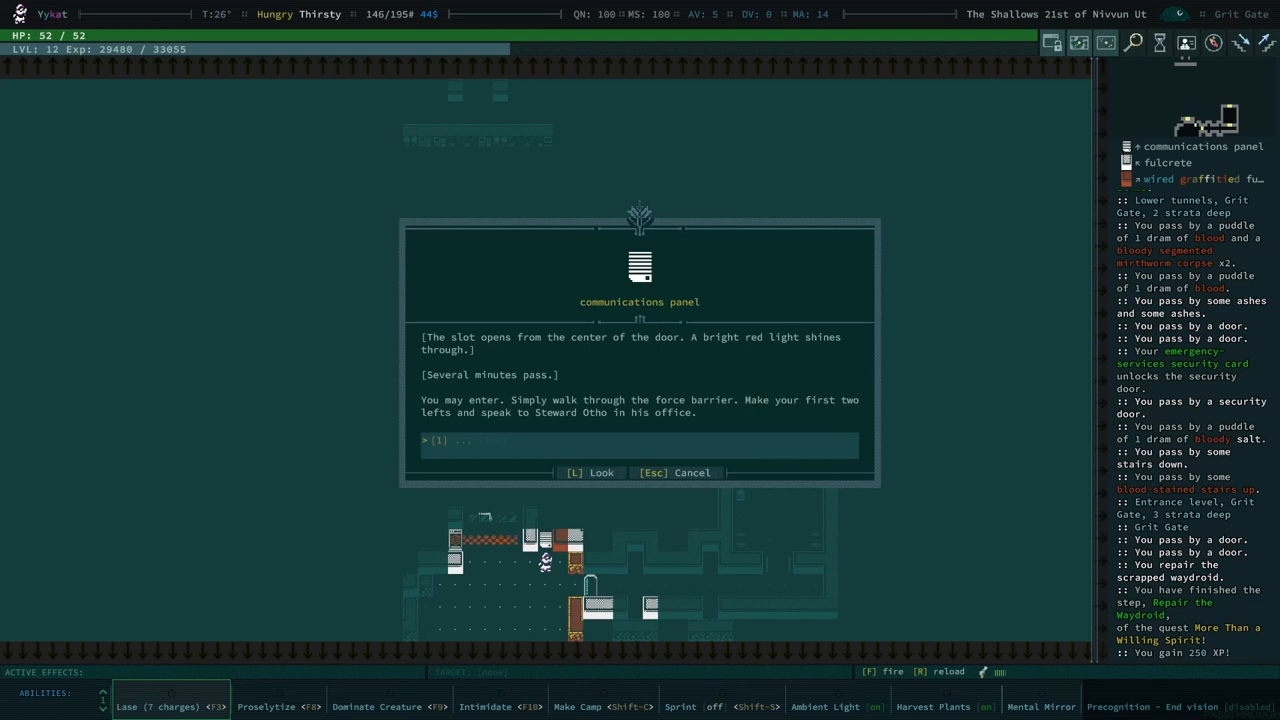 Yykat T:26° Hungry Thirsty 146/195# 44$ QN: 100 MS: 100 AV: 5 DV: 0 MA: 14 The Shallows 21st of Nivvun Ut Grit Gate
HP: 52 / 52
LVL: 12 Exp: 29480 / 33055
communications panel
[The slot opens from the center of the door. A bright red light shines
through.]
[Several minutes pass.]
You may enter. Simply walk through the force barrier. Make your first two
lefts and speak to Steward Otho in his office.
>[1] ...
[L] Look [Esc] Cancel
↑ communications panel
↖ fulcrete
↗ wired graffitied fu…
:: Lower tunnels, Grit
Gate, 2 strata deep
:: You pass by a puddle
of 1 dram of blood and a
bloody segmented
mirthworm corpse x2.
:: You pass by a puddle
of 1 dram of blood.
:: You pass by some ashes
and some ashes.
:: You pass by a door.
:: You pass by a door.
:: Your emergency-
services security card
unlocks the security
door.
:: You pass by a security
door.
:: You pass by a puddle
of 1 dram of bloody salt.
:: You pass by some
stairs down.
:: You pass by some
blood-stained stairs up.
:: Entrance level, Grit
Gate, 3 strata deep
:: Grit Gate
:: You pass by a door.
:: You pass by a door.
:: You repair the
scrapped waydroid.
:: You have finished the
step, Repair the
Waydroid,
of the quest More Than a
Willing Spirit!
:: You gain 250 XP!
ACTIVE EFFECTS: TARGET: [none] [F] fire [R] reload
ABILITIES: 1 Lase (7 charges) <F3> Proselytize <F8> Dominate Creature <F9> Intimidate <F10> Make Camp <Shift-C> Sprint [off] <Shift-S> Ambient Light [on] Harvest Plants [on] Mental Mirror Precognition - End vision [disabled]